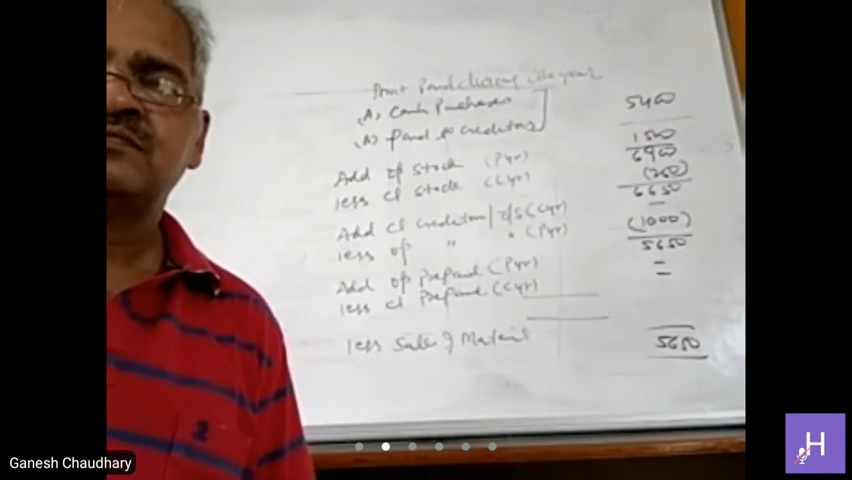 Amt Paid during the year
(A) Cash Purchases 5400
(A) Paid to creditors
Add op stock (Pyr) 1500
6900
less cl stock (Cyr) (250)
6650
Add cl creditors / o/s (Cyr) —
less op " " (Pyr) (1000)
5650
Add op prepaid (Pyr) —
less cl prepaid (Cyr) —
less Sale of Material
5650
Ganesh Chaudhary
H